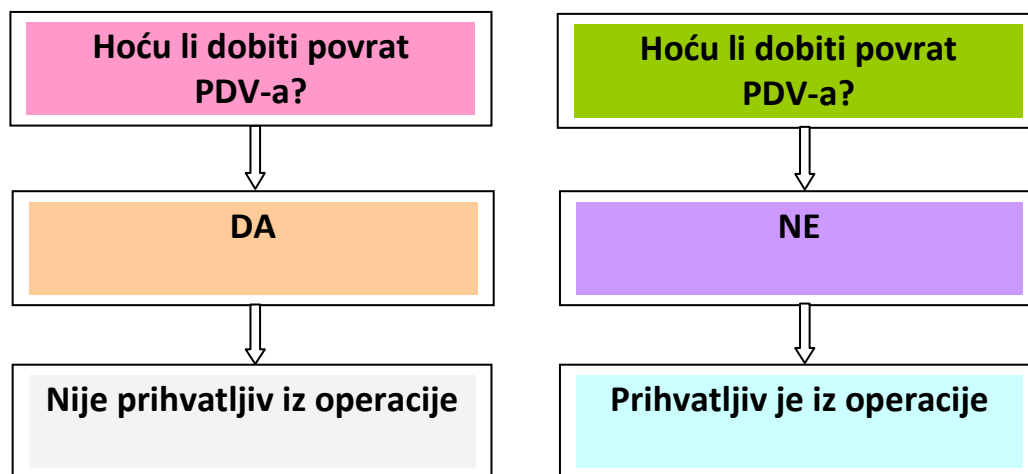 Hoću li dobiti povrat
PDV-a?
DA
Nije prihvatljiv iz operacije
Hoću li dobiti povrat
PDV-a?
NE
Prihvatljiv je iz operacije